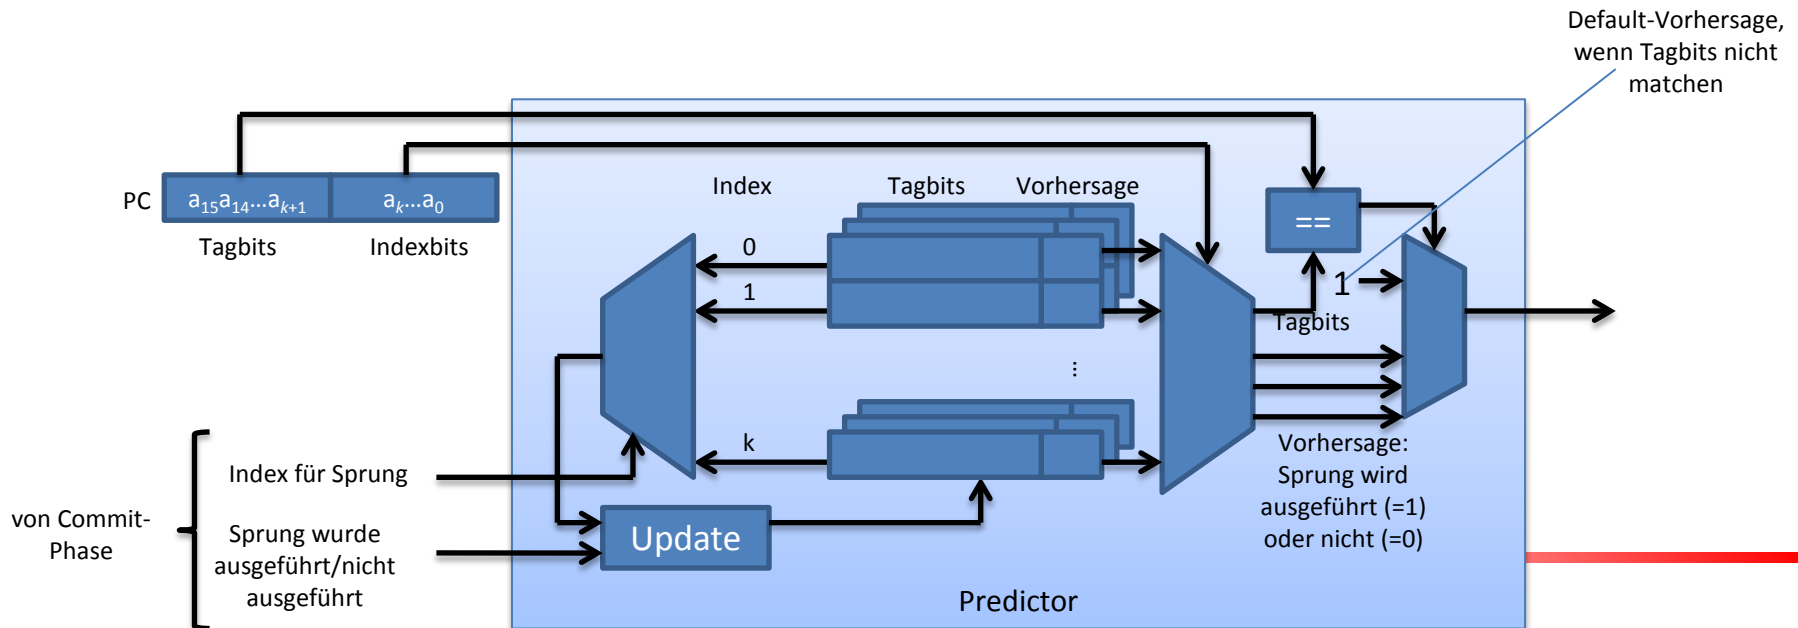 Default-Vorhersage,
wenn Tagbits nicht
matchen
PC
a15a14...ak+1
ak...a0
Tagbits
Indexbits
Index
Tagbits
Vorhersage
0
1
k
⋮
==
1
Tagbits
Vorhersage:
Sprung wird
ausgeführt (=1)
oder nicht (=0)
von Commit-
Phase
Index für Sprung
Sprung wurde
ausgeführt/nicht
ausgeführt
Update
Predictor